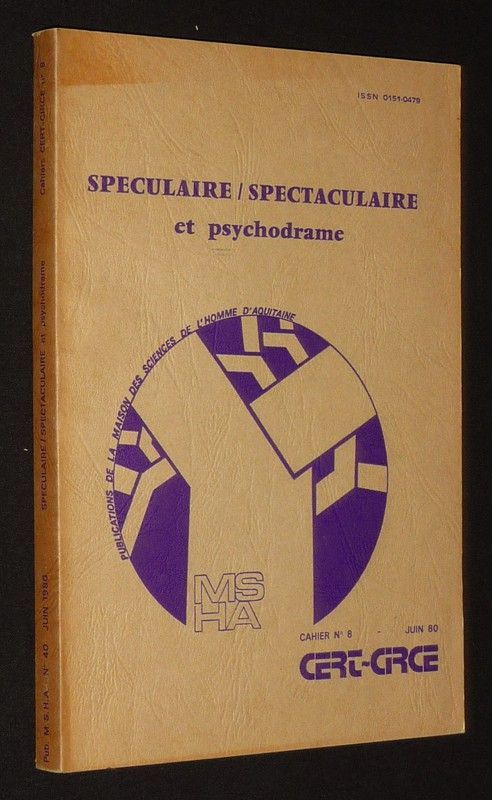 ISSN 0151-0479
SPECULAIRE / SPECTACULAIRE
et psychodrame
PUBLICATIONS DE LA MAISON DES SCIENCES DE L'HOMME D'AQUITAINE
MS
HA
CAHIER N° 8 - JUIN 80
CERT-CIRCE
Pub. M.S.H.A. N° 40 JUIN 1980 SPECULAIRE / SPECTACULAIRE et psychodrame Cahiers CERT-CIRCE n° 8